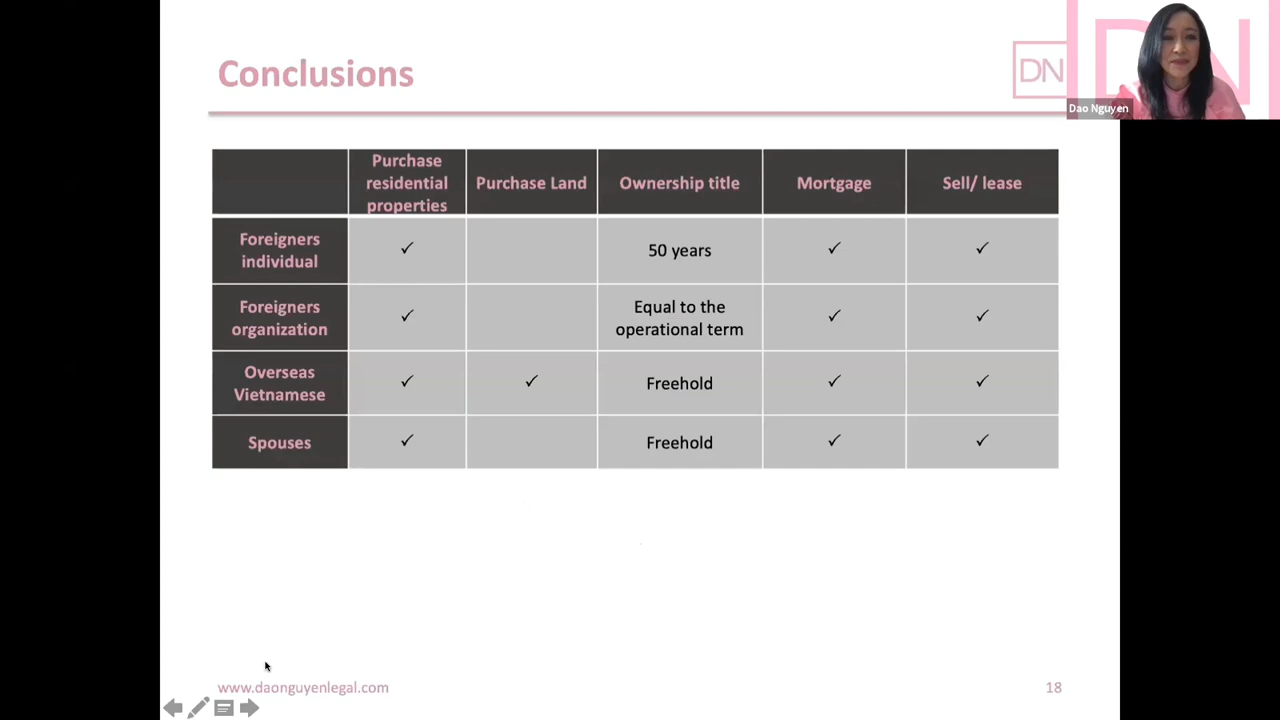 Conclusions
DN
DN
Dao Nguyen
Purchase
residential
properties
Purchase Land
Ownership title
Mortgage
Sell/ lease
Foreigners
individual
✓
50 years
✓
✓
Foreigners
organization
✓
Equal to the
operational term
✓
✓
Overseas
Vietnamese
✓
✓
Freehold
✓
✓
Spouses
✓
Freehold
✓
✓
www.daonguyenlegal.com
18